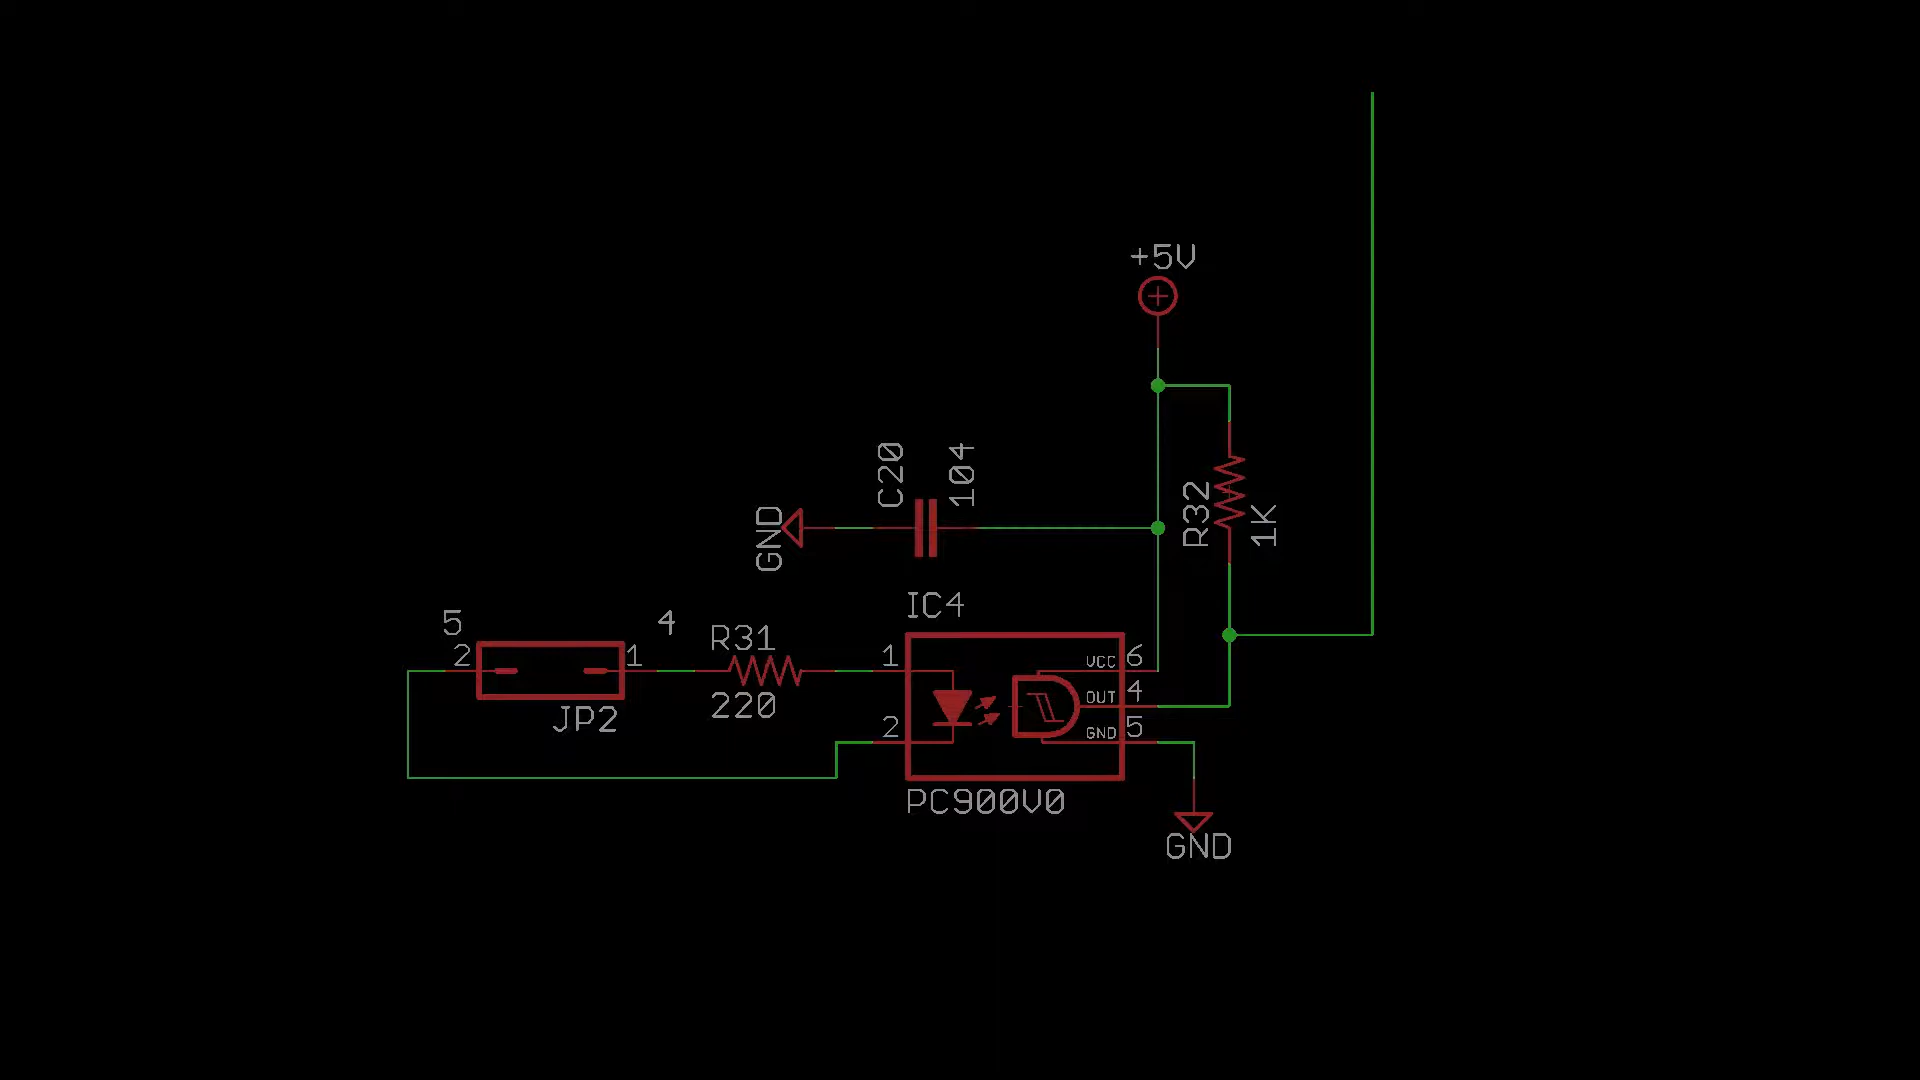 +5V
C20
104
GND
R32
1K
IC4
5
4
2
1
R31
220
JP2
1
2
VCC
6
OUT
4
GND
5
PC900V0
GND